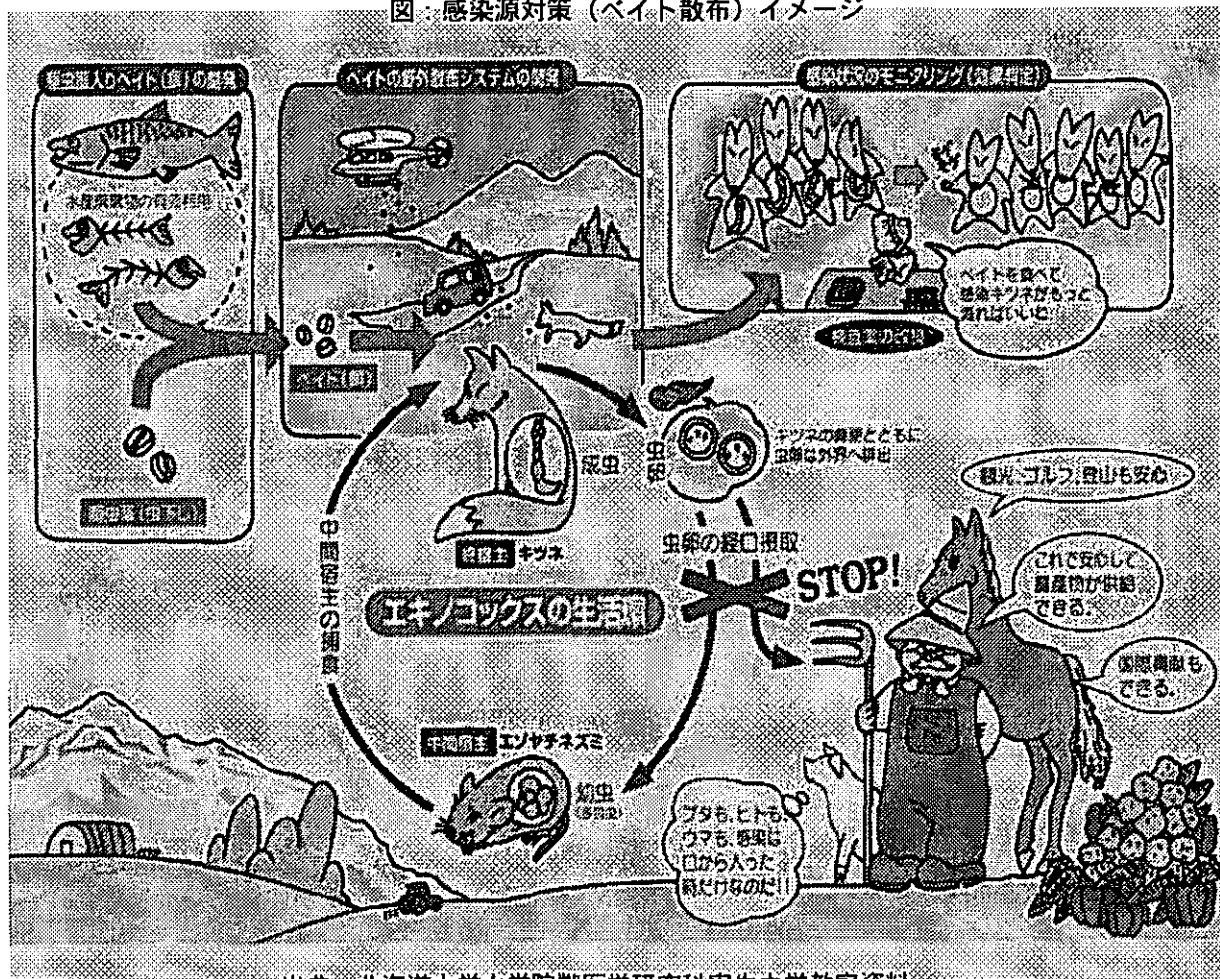 図：感染源対策（ベイト散布）イメージ
駆虫薬入りベイト（餌）の開発
ベイトの野外散布システムの開発
感染状況のモニタリング（効果判定）
水産廃棄物の有効利用
ベイトを食べて
感染キツネがもっと
減ればいいと
ベイト（餌）
成虫
虫卵
キツネの糞便とともに
虫卵は外界へ排出
終宿主 キツネ
虫卵の経口摂取
STOP!
観光、ゴルフ、登山も安心
これで安心して
農産物が供給
できる。
国際貢献も
できる。
エキノコックスの生活環
中間宿主の捕食
中間宿主 エゾヤチネズミ
幼虫
ブタも、ヒトも、
ウマも、感染は
口から入った
時だけなのだ!!